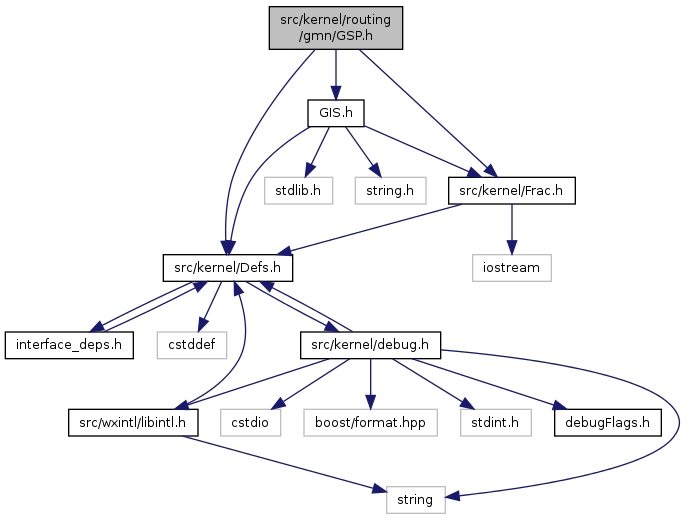 src/kernel/routing
/gmn/GSP.h
GIS.h
stdlib.h
string.h
src/kernel/Frac.h
src/kernel/Defs.h
iostream
interface_deps.h
cstddef
src/kernel/debug.h
src/wxintl/libintl.h
cstdio
boost/format.hpp
stdint.h
debugFlags.h
string